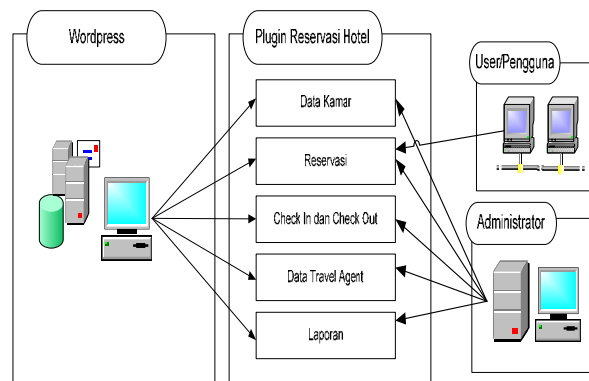 Wordpress
Plugin Reservasi Hotel
Data Kamar
Reservasi
Check In dan Check Out
Data Travel Agent
Laporan
User/Pengguna
Administrator